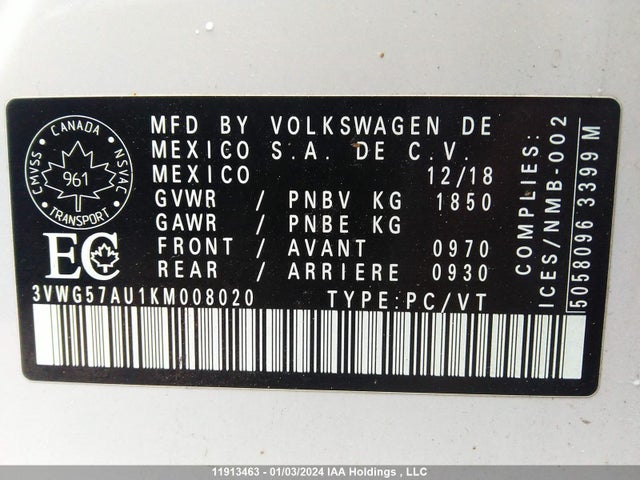 CANADA
CMVSS NSVAC
961
TRANSPORT
EC
MFD BY VOLKSWAGEN DE
MEXICO S.A. DE C.V.
MEXICO 12/18
GVWR / PNBV KG 1850
GAWR / PNBE KG
FRONT / AVANT 0970
REAR / ARRIERE 0930
3VWG57AU1KM008020 TYPE:PC/VT
COMPLIES:
ICES/NMB-002
5058096 3399 M
11913463 - 01/03/2024 IAA Holdings , LLC